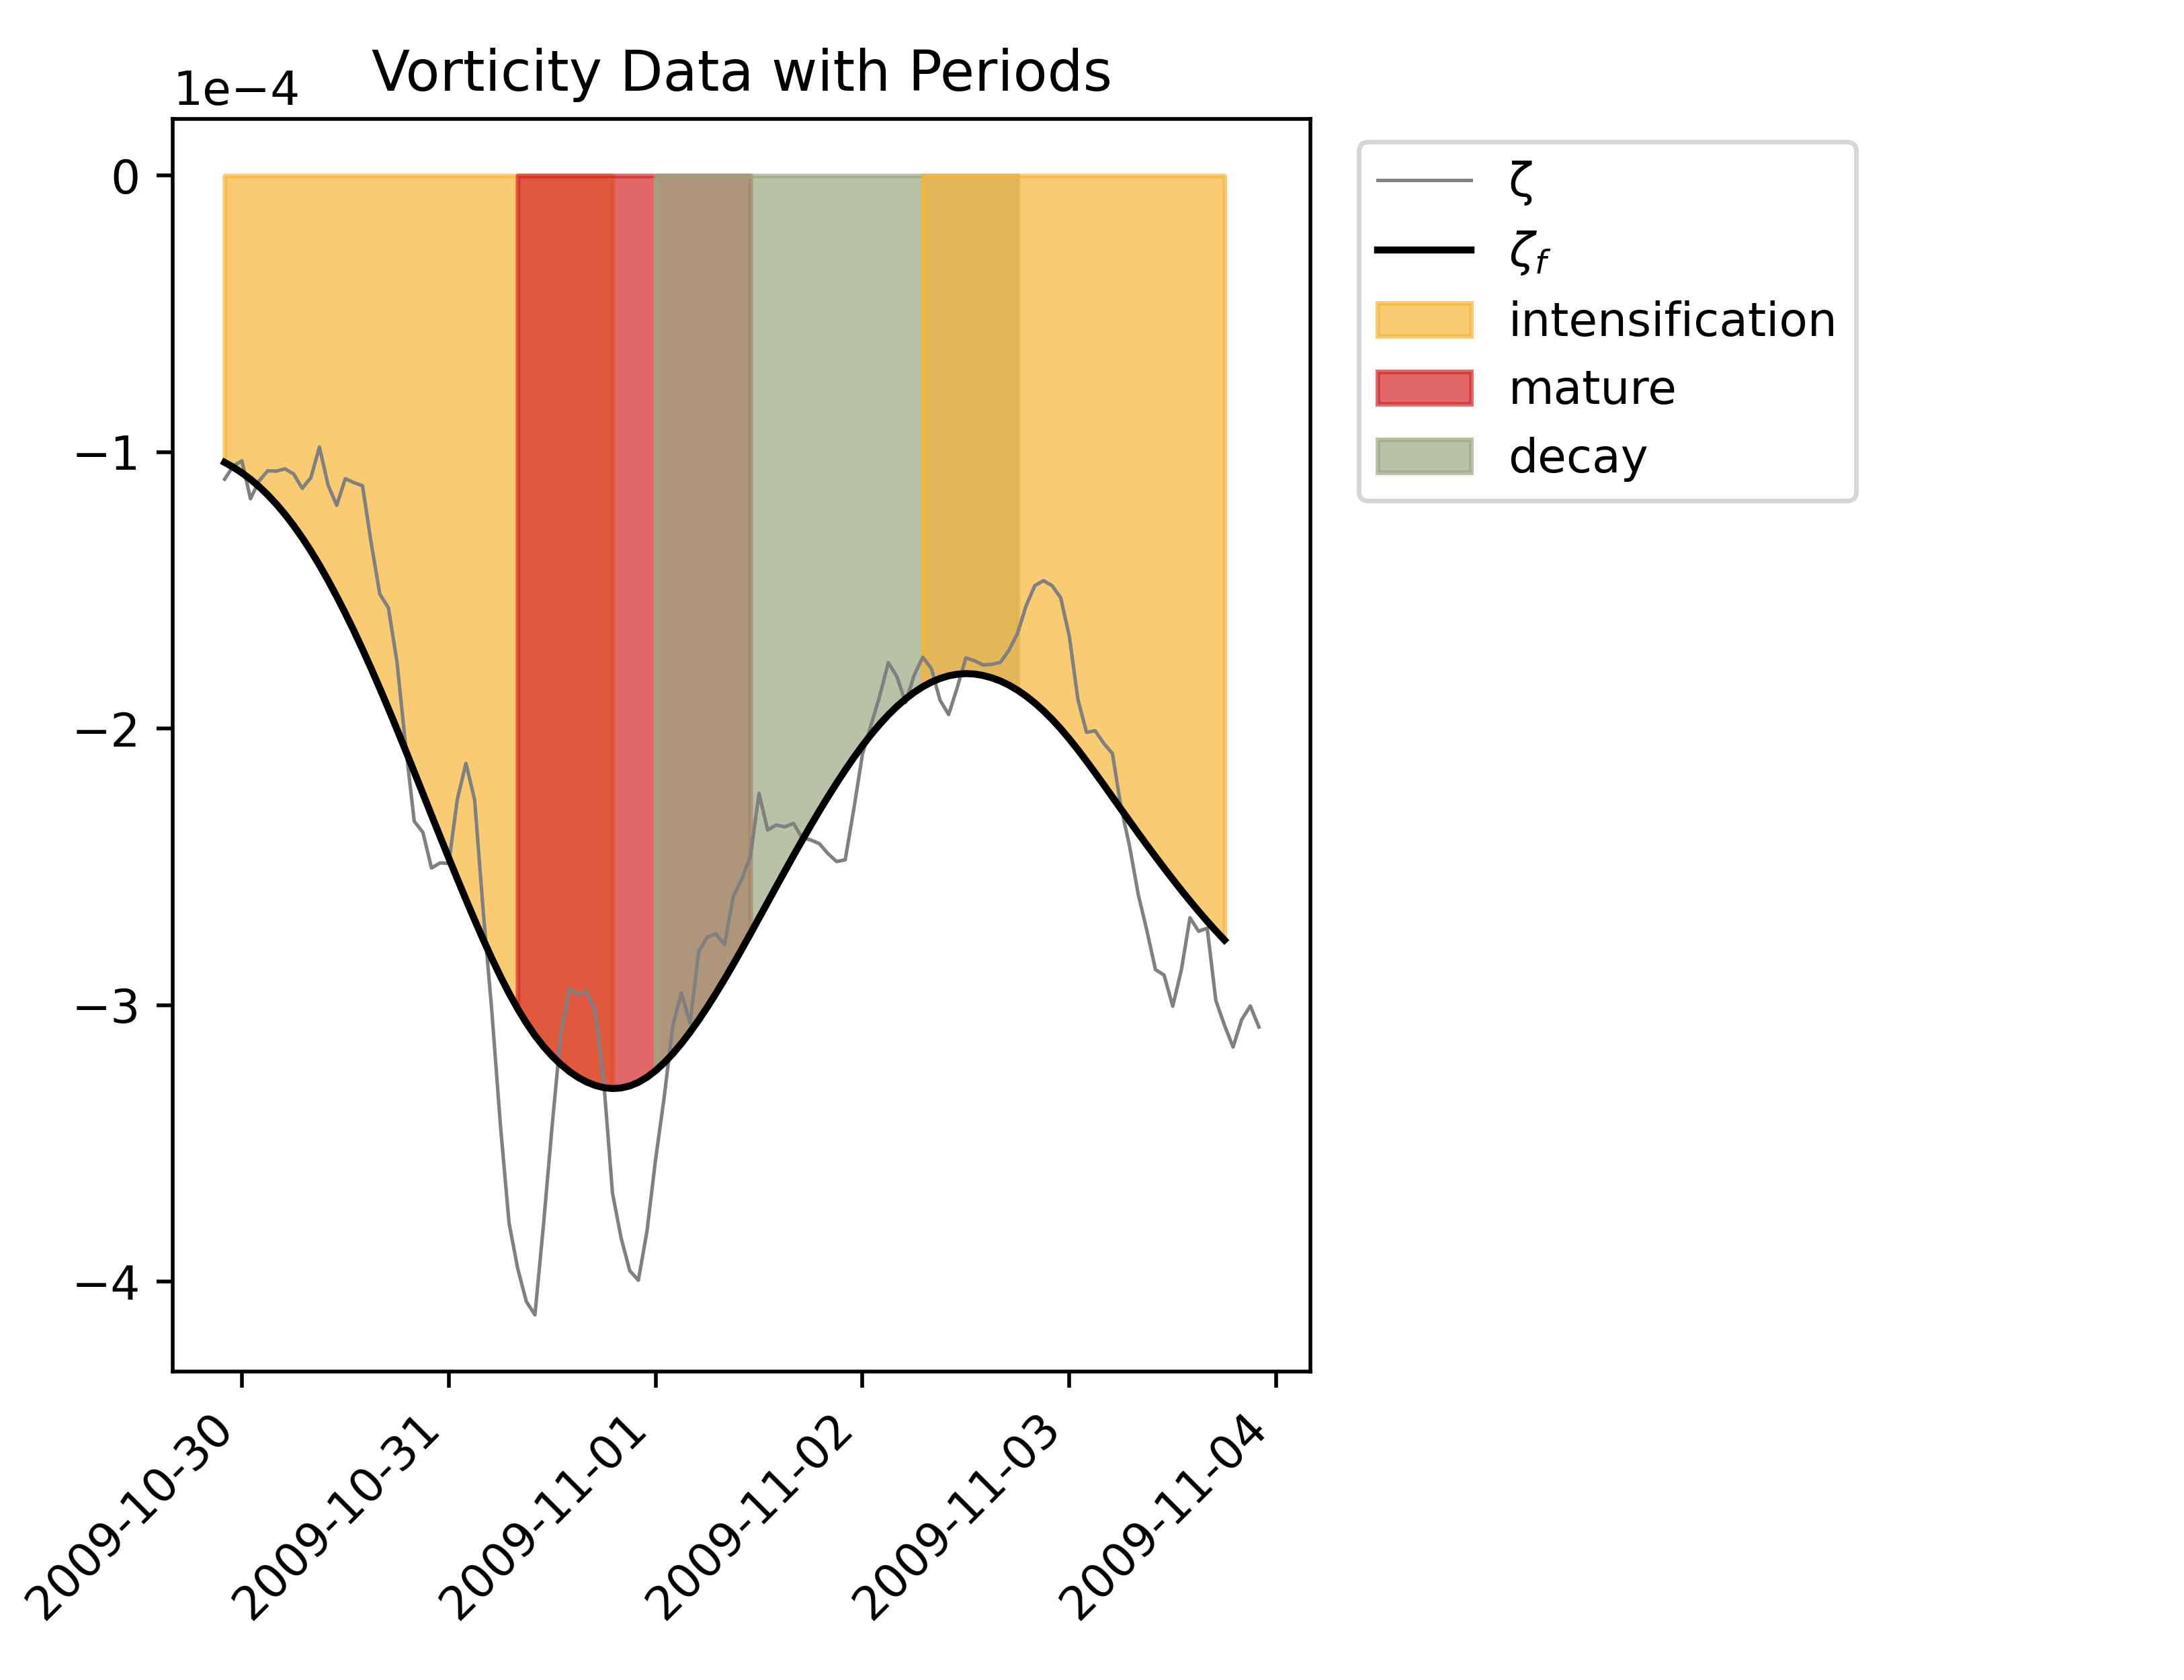 Vorticity Data with Periods
1e−4
0
−1
−2
−3
−4
2009-10-30
2009-10-31
2009-11-01
2009-11-02
2009-11-03
2009-11-04
ζ
ζf
intensification
mature
decay